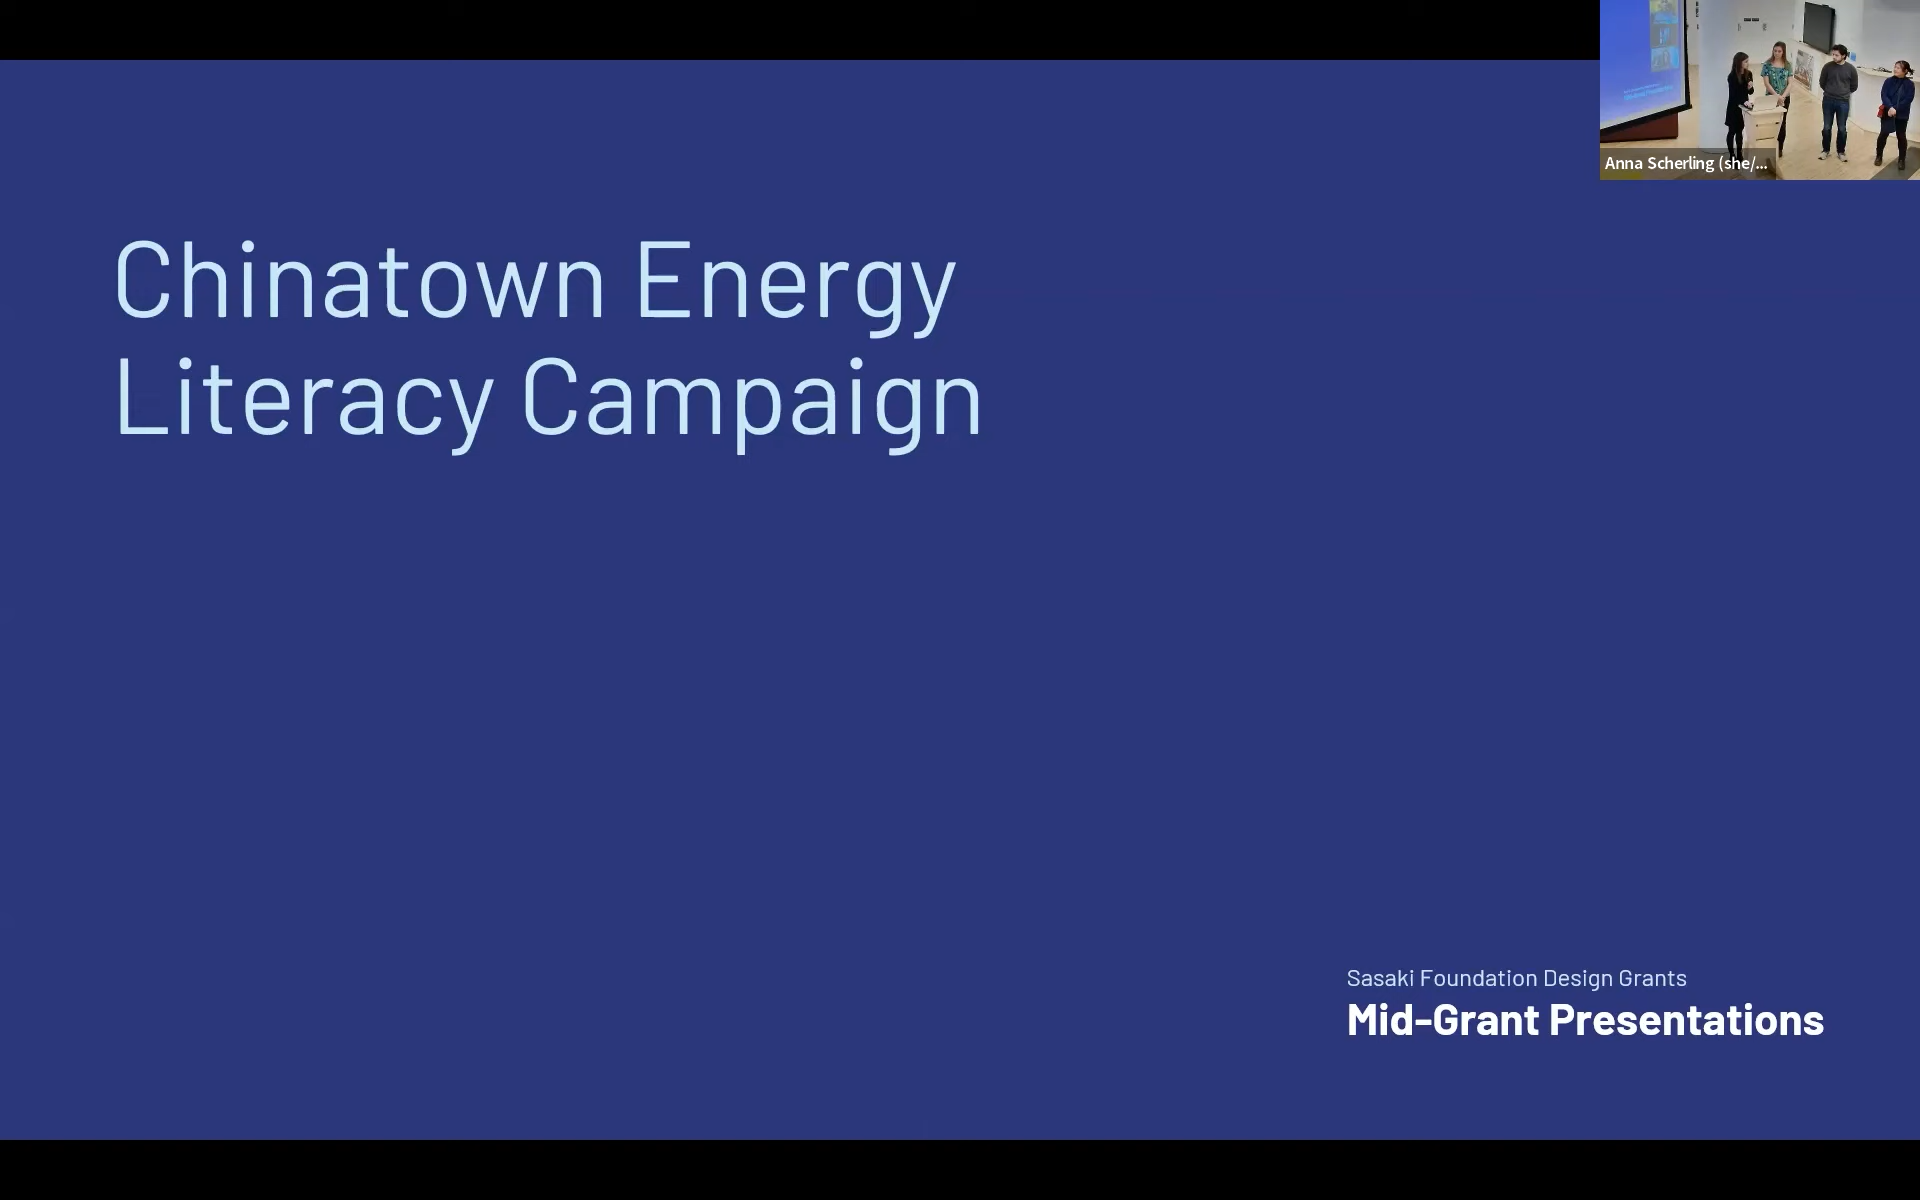 Anna Scherling (she/...
Chinatown Energy
Literacy Campaign
Sasaki Foundation Design Grants
Mid-Grant Presentations